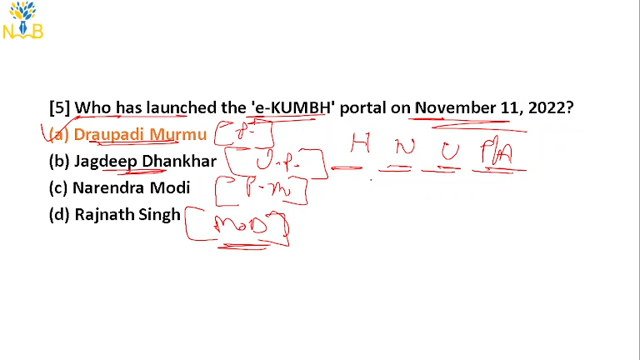 N B
[5] Who has launched the 'e-KUMBH' portal on November 11, 2022?
(a) Draupadi Murmu [P.]
(b) Jagdeep Dhankhar [V.P.] H N U P/A
(c) Narendra Modi [P.M]
(d) Rajnath Singh [MoD]